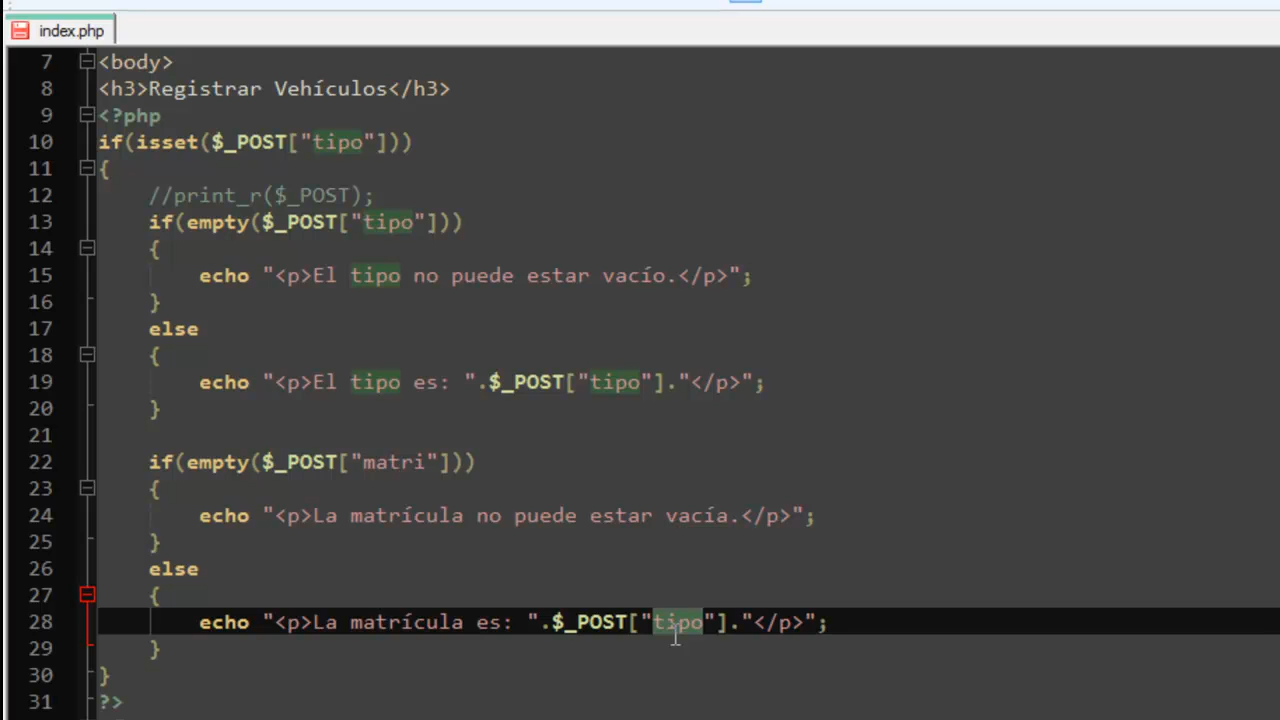 index.php
7 <body>
8 <h3>Registrar Vehículos</h3>
9 <?php
10 if(isset($_POST["tipo"]))
11 {
12 //print_r($_POST);
13 if(empty($_POST["tipo"]))
14 {
15 echo "<p>El tipo no puede estar vacío.</p>";
16 }
17 else
18 {
19 echo "<p>El tipo es: ".$_POST["tipo"]."</p>";
20 }
21
22 if(empty($_POST["matri"]))
23 {
24 echo "<p>La matrícula no puede estar vacía.</p>";
25 }
26 else
27 {
28 echo "<p>La matrícula es: ".$_POST["tipo"]."</p>";
29 }
30 }
31 ?>